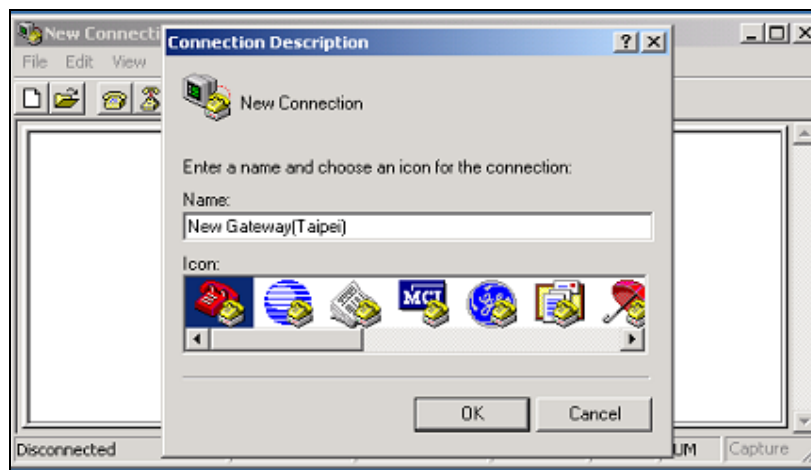 New Connecti
File Edit View
Connection Description
New Connection
Enter a name and choose an icon for the connection:
Name:
New Gateway(Taipei)
Icon:
MCI
OK Cancel
Disconnected UM Capture